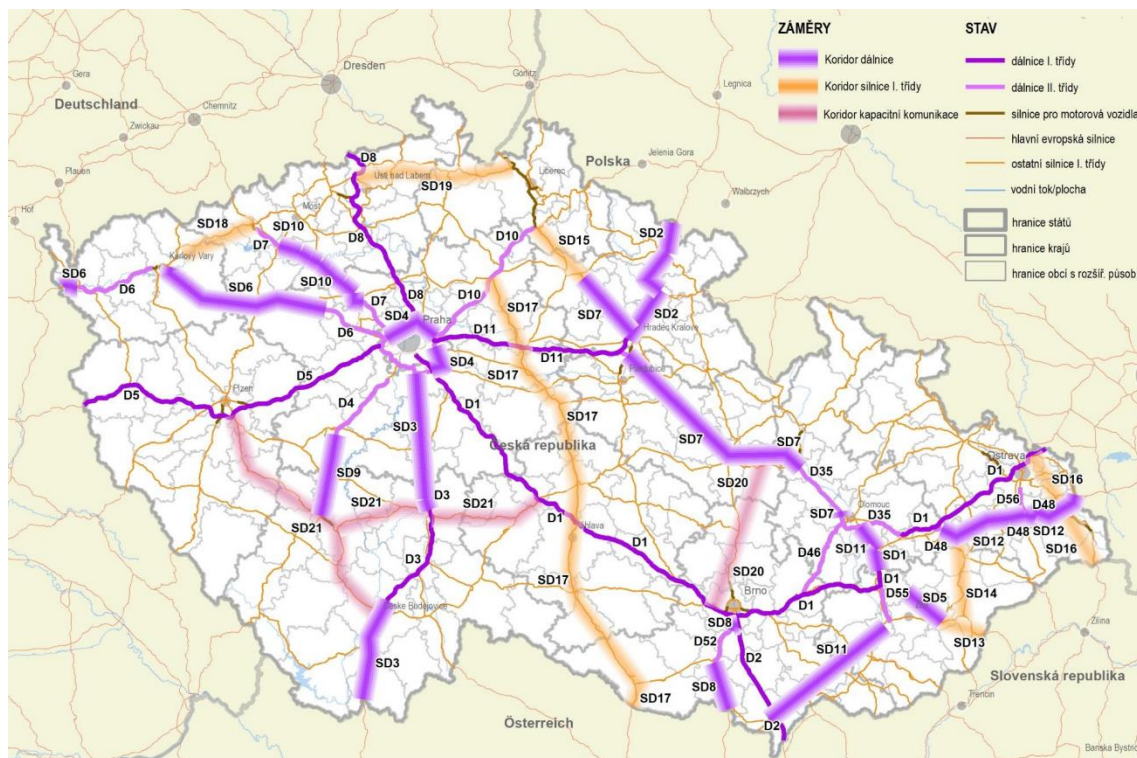 ZÁMĚRY
Koridor dálnice
Koridor silnice I. třídy
Koridor kapacitní komunikace
STAV
dálnice I. třídy
dálnice II. třídy
silnice pro motorová vozidla
hlavní evropská silnice
ostatní silnice I. třídy
vodní tok/plocha
hranice států
hranice krajů
hranice obcí s rozšíř. působ
Dresden
Görlitz
Legnica
Gera
Deutschland
Chemnitz
Zwickau
Plauen
Hof
Polska
Jelenia Gora
Wałbrzych
D8
Ústí nad Labem
Liberec
SD19
Most
SD18
SD10
D7
D8
D10
SD15
SD2
Karlovy Vary
SD6
D6
SD6
SD10
D7
D8
D10
SD17
SD7
SD2
SD4
Praha
D6
D11
D11
Hradec Králové
SD4
SD17
Pardubice
D5
D5
Plzeň
D4
D1
SD17
SD3
Česká republika
SD7
SD7
SD9
SD20
D35
Ostrava
D1
SD16
D56
SD21
SD21
D3
SD21
D1
Jihlava
SD7
Olomouc
D35
D1
D48
SD12
D48
SD12
D48
SD16
D3
D1
D46
SD11
SD1
SD17
SD20
Brno
D1
D1
D55
SD5
SD14
České Budějovice
SD8
D52
D2
SD11
SD13
Žilina
SD3
SD17
SD8
D2
Slovenská republika
Trenčín
Österreich
Banska Bystric